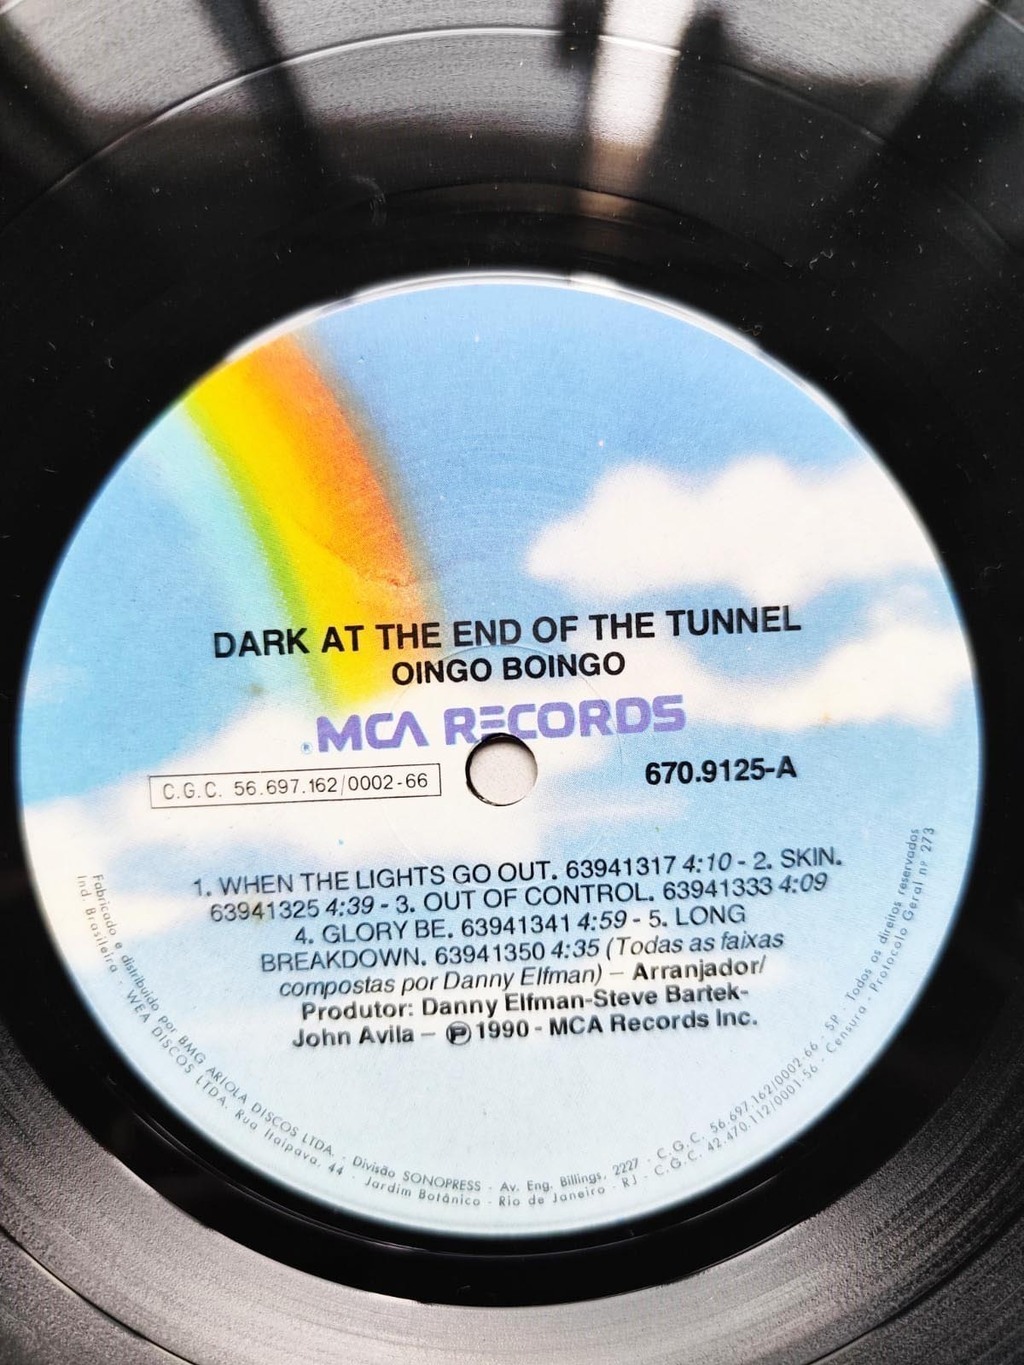 DARK AT THE END OF THE TUNNEL
OINGO BOINGO
® MCA RECORDS
C.G.C. 56.697.162/0002-66
670.9125-A
1. WHEN THE LIGHTS GO OUT. 63941317 4:10 - 2. SKIN.
63941325 4:39 - 3. OUT OF CONTROL. 63941333 4:09
4. GLORY BE. 63941341 4:59 - 5. LONG
BREAKDOWN. 63941350 4:35 (Todas as faixas
compostas por Danny Elfman) – Arranjador/
Produtor: Danny Elfman-Steve Bartek-
John Avila – ℗ 1990 - MCA Records Inc.
Fabricado e distribuído por BMG ARIOLA DISCOS LTDA. - Divisão SONOPRESS - Av. Eng. Billings, 2227 - C.G.C. 56.697.162/0002-66 - SP - Todos os direitos reservados
Ind. Brasileira - WEA DISCOS LTDA. Rua Itaipava, 44 - Jardim Botânico - Rio de Janeiro - RJ - C.G.C. 42.470.112/0001-56 - Censura - Protocolo Geral nº 273